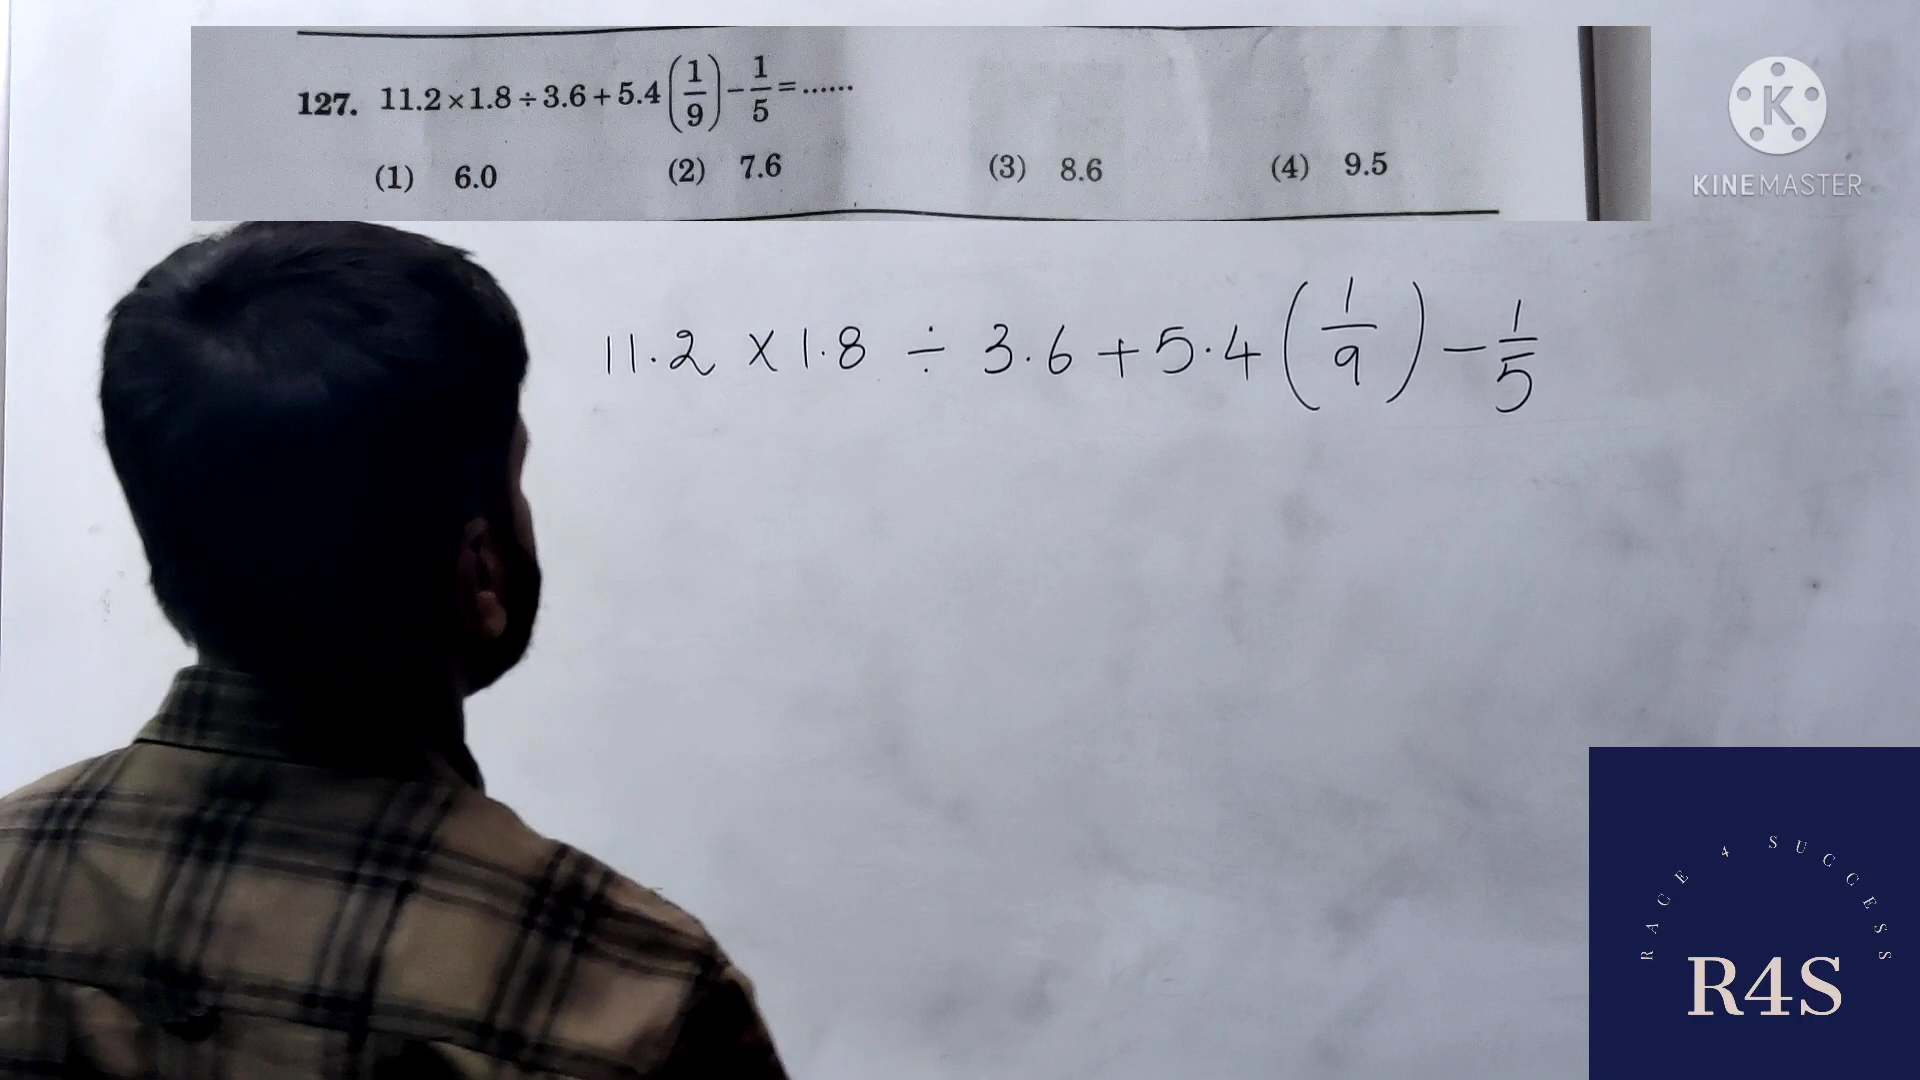 127. 11.2 × 1.8 ÷ 3.6 + 5.4 (1/9) - 1/5 = ......
(1) 6.0 (2) 7.6 (3) 8.6 (4) 9.5
KINEMASTER
11.2 × 1.8 ÷ 3.6 + 5.4 (1/9) - 1/5
RACE 4 SUCCESS
R4S